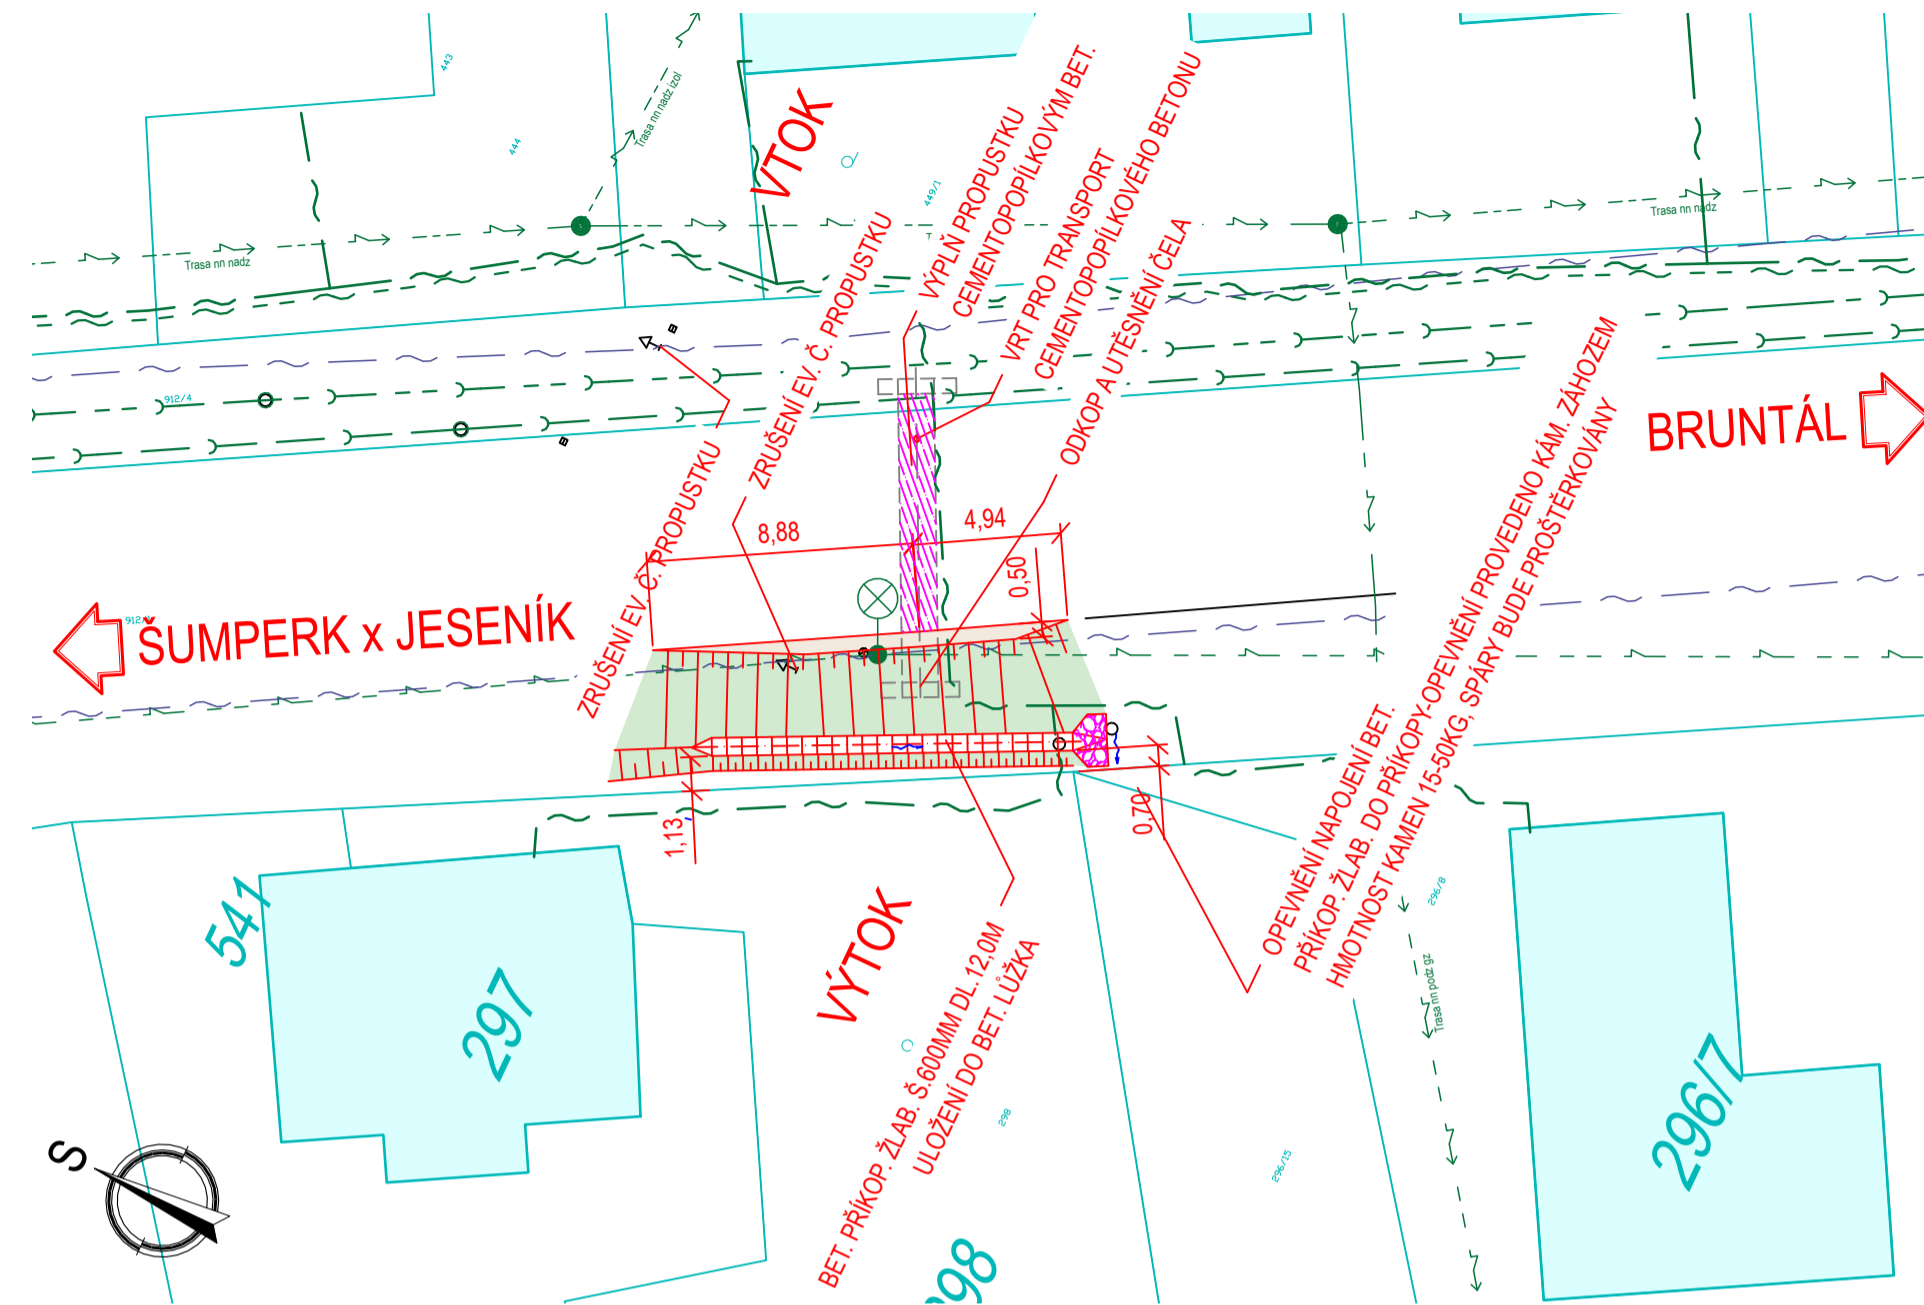 443
444
449/1
Trasa nn nadz izol
VTOK
VÝPLŇ PROPUSTKU
CEMENTOPOPÍLKOVÝM BET.
VRT PRO TRANSPORT
CEMENTOPOPÍLKOVÉHO BETONU
ODKOP A UTĚSNĚNÍ ČELA
ZRUŠENÍ EV. Č. PROPUSTKU
ZRUŠENÍ EV. Č. PROPUSTKU
Trasa nn nadz
Trasa nn nadz
912/4
BRUNTÁL
8,88
4,94
0,50
ŠUMPERK x JESENÍK
OPEVNĚNÍ NAPOJENÍ BET.
PŘÍKOP. ŽLAB. DO PŘÍKOPY-OPEVNĚNÍ PROVEDENO KÁM. ZÁHOZEM
HMOTNOST KAMEN 15-50KG, SPÁRY BUDE PROŠTĚRKOVÁNY
1,13
0,70
541
297
VÝTOK
BET. PŘÍKOP. ŽLAB. Š.600MM DL.12,0M
ULOŽENÍ DO BET. LŮŽKA
298
296/15
296/8
Trasa nn podz gz
296/7
S
98